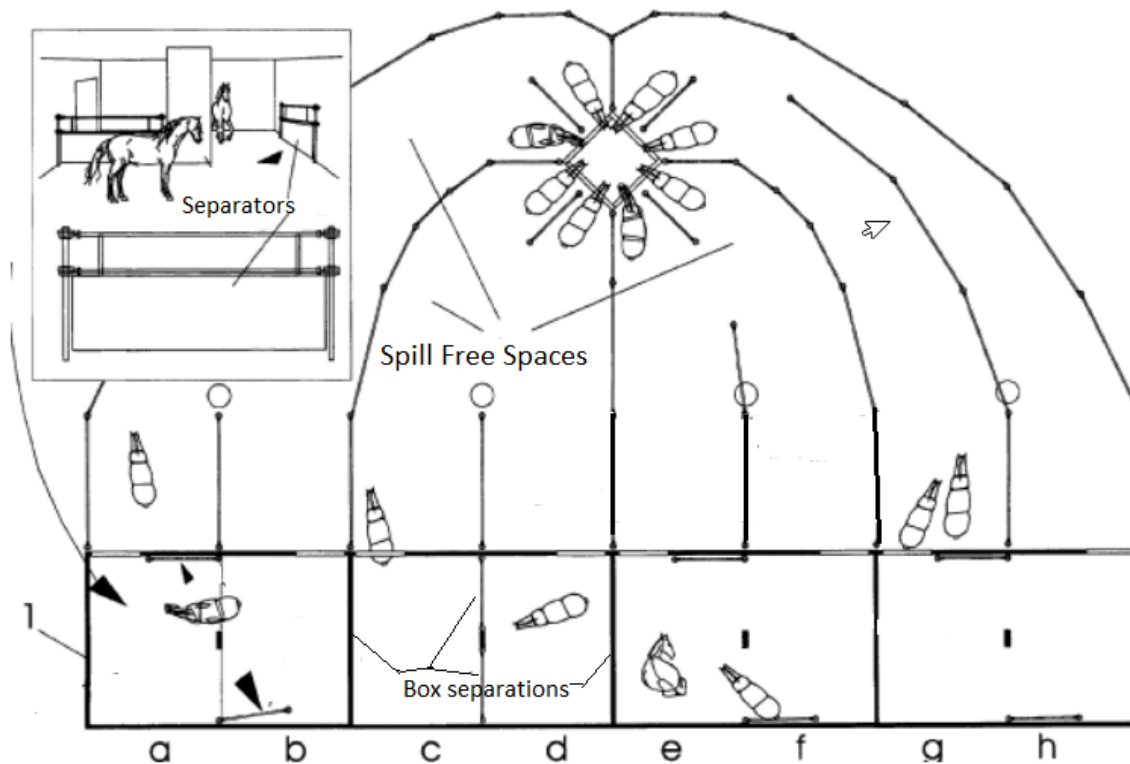 Separators
Spill Free Spaces
1
Box separations
a b c d e f g h